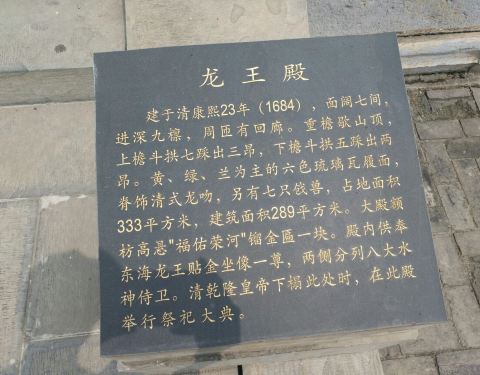 龙王殿
建于清康熙23年（1684），面阔七间，
进深九檩，周匝有回廊。重檐歇山顶，
上檐斗拱七踩出三昂，下檐斗拱五踩出两
昂。黄、绿、兰为主的六色琉璃瓦履面，
脊饰清式龙吻，另有七只戗兽，占地面积
333平方米，建筑面积289平方米。大殿额
枋高悬"福佑荣河"镏金匾一块。殿内供奉
东海龙王贴金坐像一尊，两侧分列八大水
神侍卫。清乾隆皇帝下榻此处时，在此殿
举行祭祀大典。